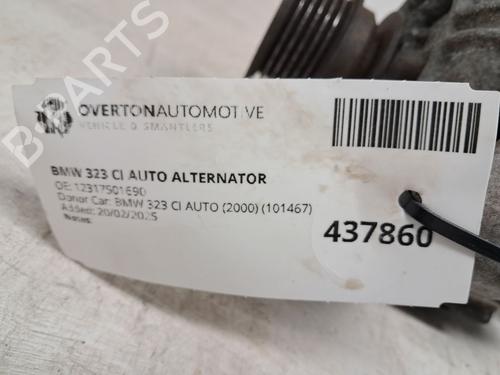 B-PARTS
OVERTONAUTOMOTIVE
VEHICLE DISMANTLERS
BMW 323 CI AUTO ALTERNATOR
OE: 12317501690
Donor Car: BMW 323 CI AUTO (2000) (101467)
Added: 20/02/2025
Notes:
437860